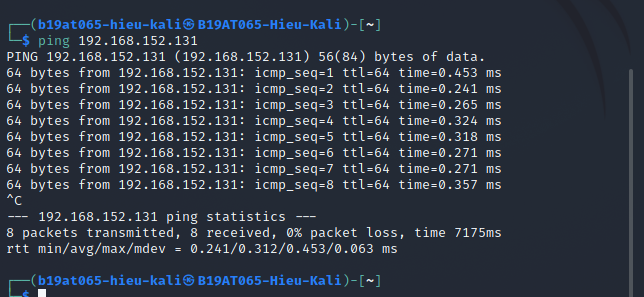 ┌──(b19at065-hieu-kali㉿B19AT065-Hieu-Kali)-[~]
└─$ ping 192.168.152.131
PING 192.168.152.131 (192.168.152.131) 56(84) bytes of data.
64 bytes from 192.168.152.131: icmp_seq=1 ttl=64 time=0.453 ms
64 bytes from 192.168.152.131: icmp_seq=2 ttl=64 time=0.241 ms
64 bytes from 192.168.152.131: icmp_seq=3 ttl=64 time=0.265 ms
64 bytes from 192.168.152.131: icmp_seq=4 ttl=64 time=0.324 ms
64 bytes from 192.168.152.131: icmp_seq=5 ttl=64 time=0.318 ms
64 bytes from 192.168.152.131: icmp_seq=6 ttl=64 time=0.271 ms
64 bytes from 192.168.152.131: icmp_seq=7 ttl=64 time=0.271 ms
64 bytes from 192.168.152.131: icmp_seq=8 ttl=64 time=0.357 ms
^C
--- 192.168.152.131 ping statistics ---
8 packets transmitted, 8 received, 0% packet loss, time 7175ms
rtt min/avg/max/mdev = 0.241/0.312/0.453/0.063 ms
┌──(b19at065-hieu-kali㉿B19AT065-Hieu-Kali)-[~]
└─$